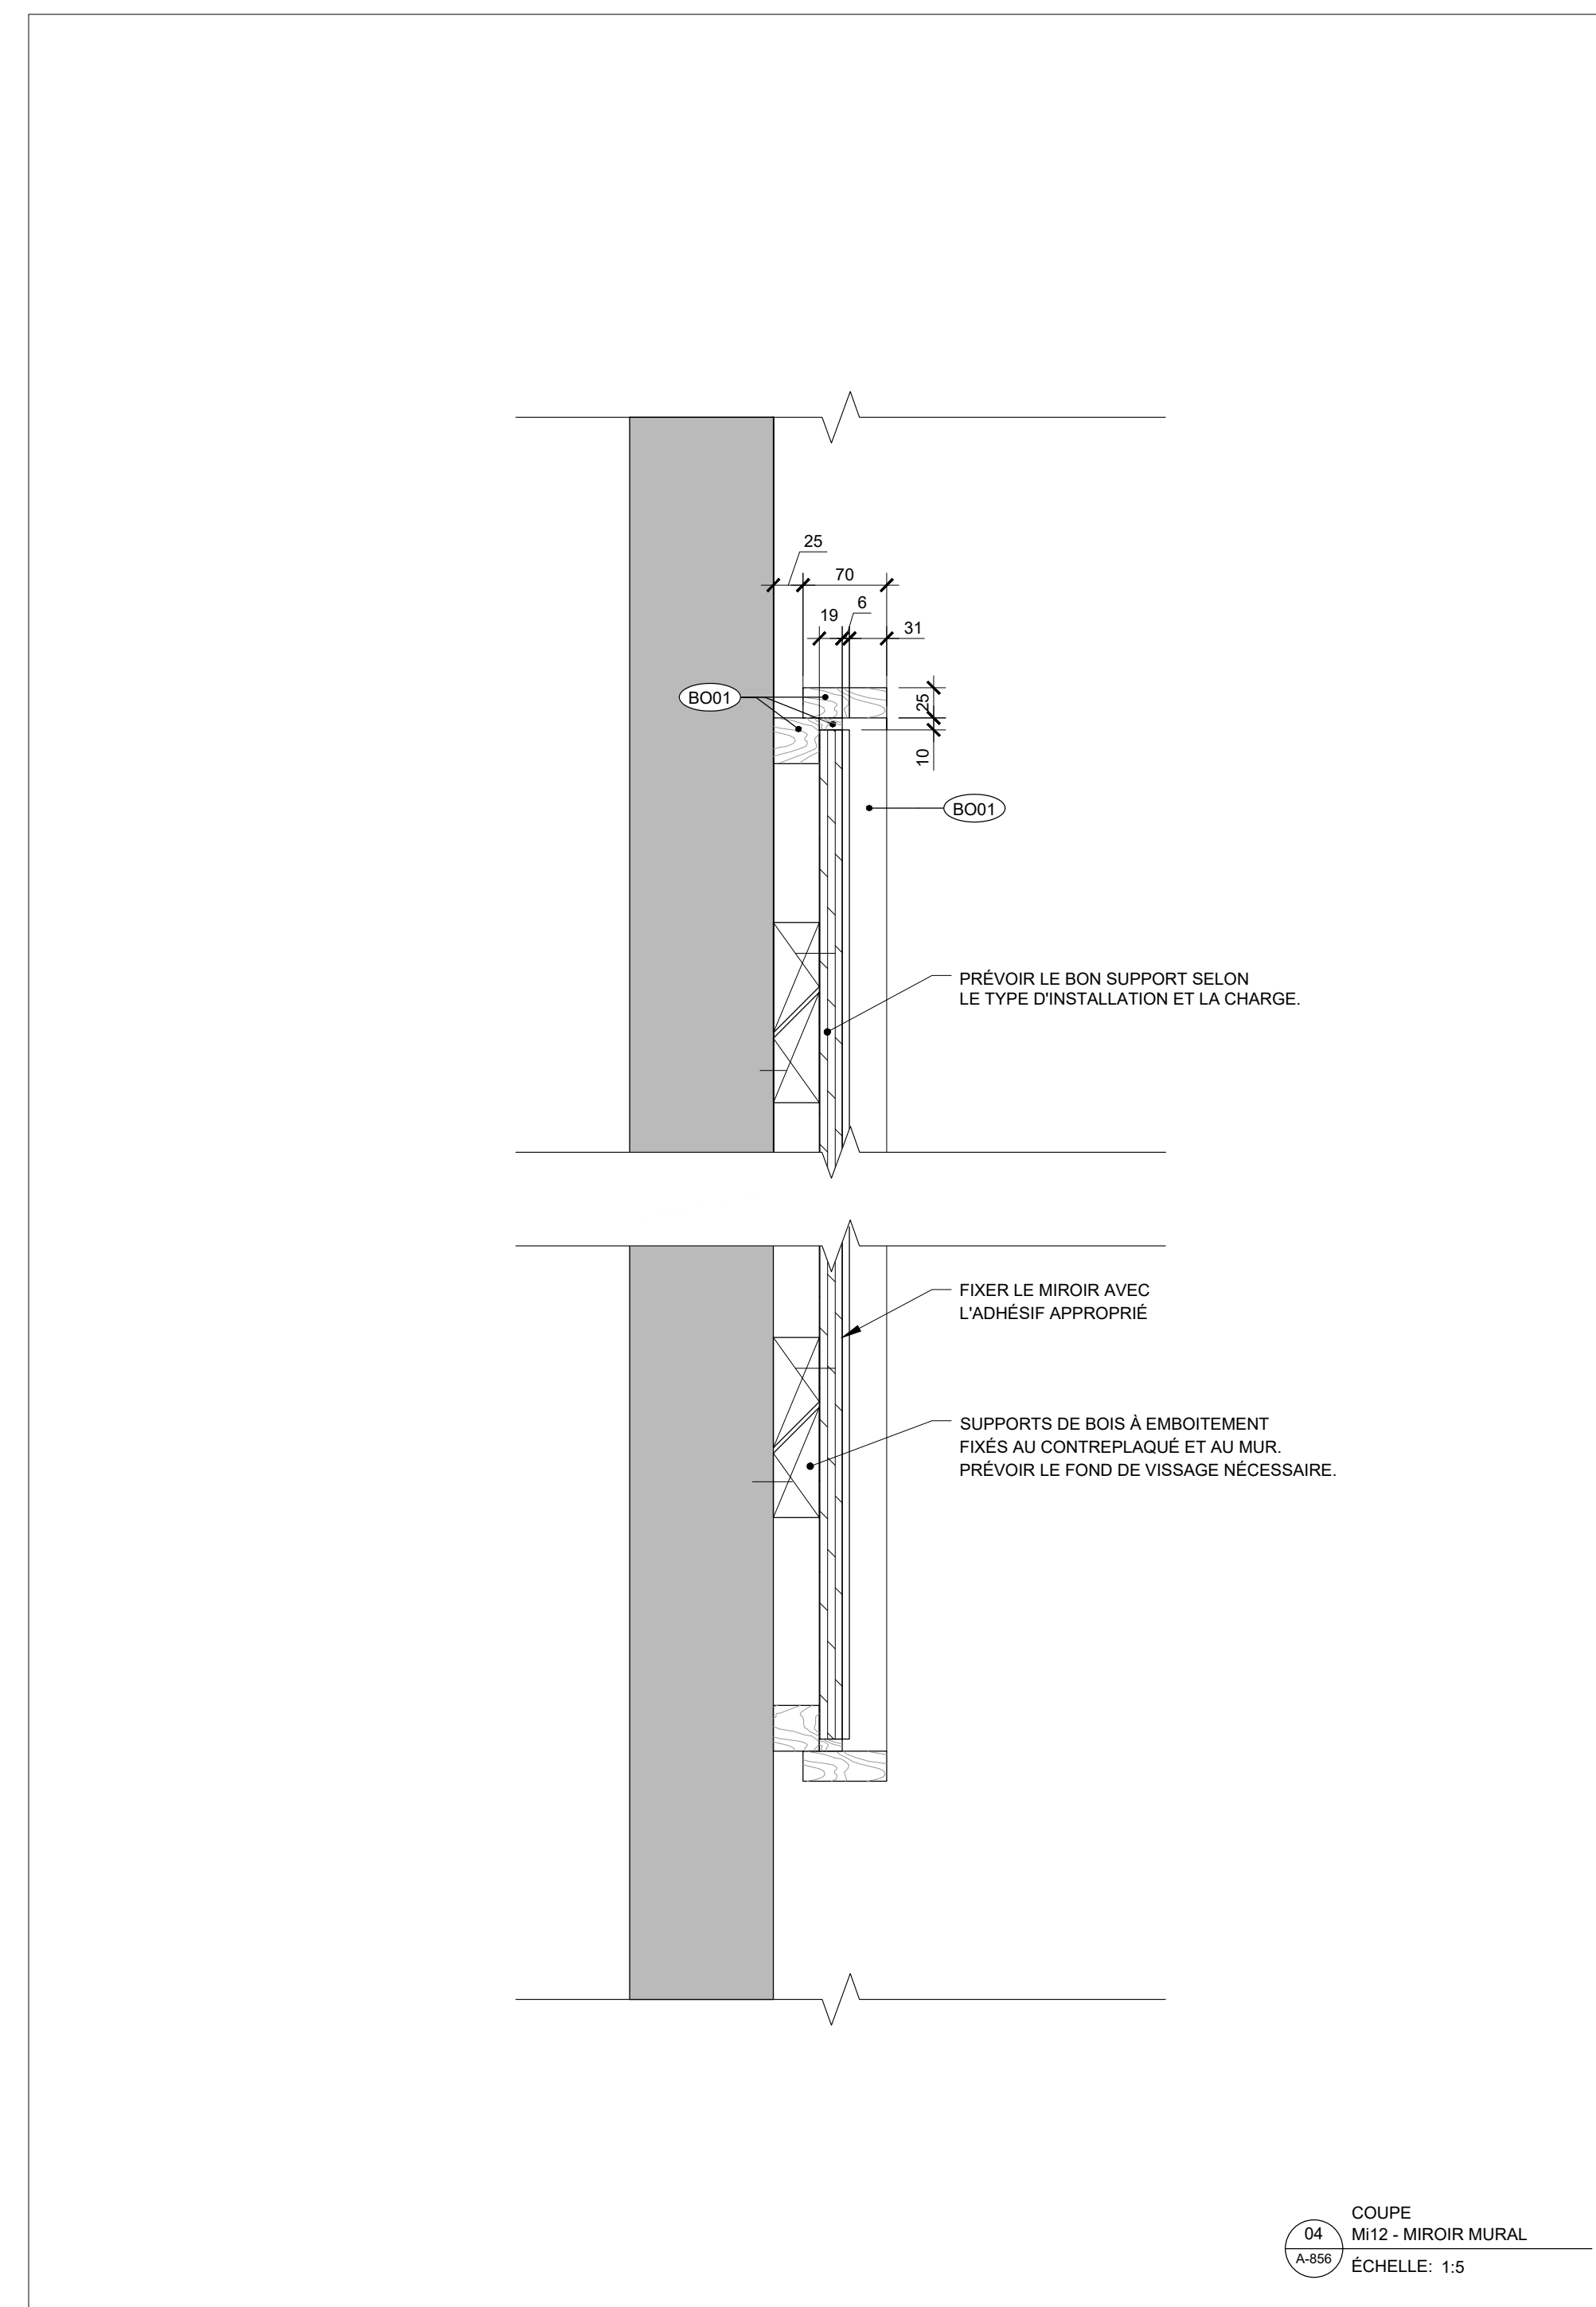 25
70
6
19
31
BO01
25
10
BO01
PRÉVOIR LE BON SUPPORT SELON
LE TYPE D'INSTALLATION ET LA CHARGE.
FIXER LE MIROIR AVEC
L'ADHÉSIF APPROPRIÉ
SUPPORTS DE BOIS À EMBOITEMENT
FIXÉS AU CONTREPLAQUÉ ET AU MUR.
PRÉVOIR LE FOND DE VISSAGE NÉCESSAIRE.
COUPE
04
Mi12 - MIROIR MURAL
A-856
ÉCHELLE: 1:5